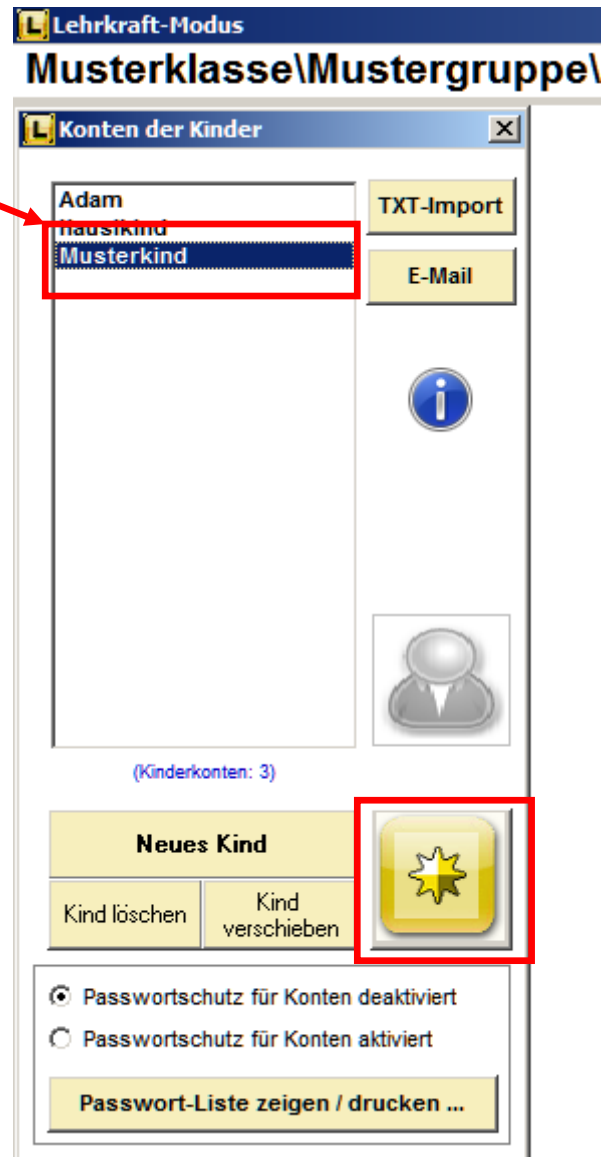 Lehrkraft-Modus
Musterklasse\Mustergruppe\
Konten der Kinder
Adam
Hauslkind
Musterkind
TXT-Import
E-Mail
(Kinderkonten: 3)
Neues Kind
Kind löschen
Kind
verschieben
Passwortschutz für Konten deaktiviert
Passwortschutz für Konten aktiviert
Passwort-Liste zeigen / drucken ...